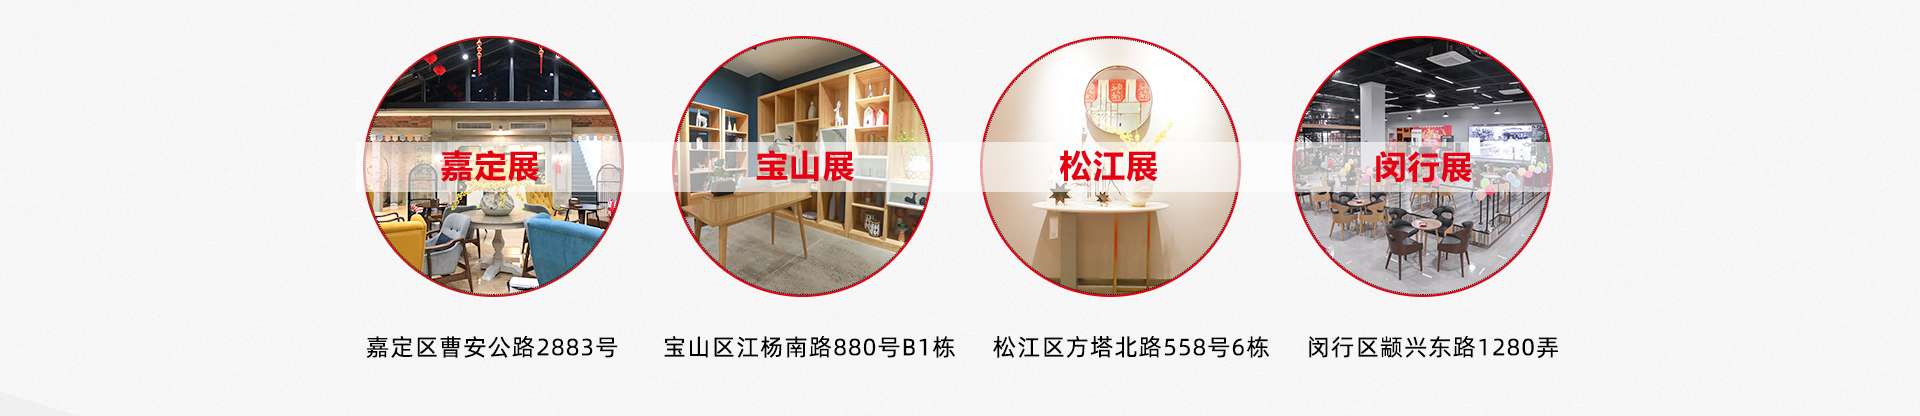 嘉定展
宝山展
松江展
闵行展
嘉定区曹安公路2883号
宝山区江杨南路880号B1栋
松江区方塔北路558号6栋
闵行区颛兴东路1280弄